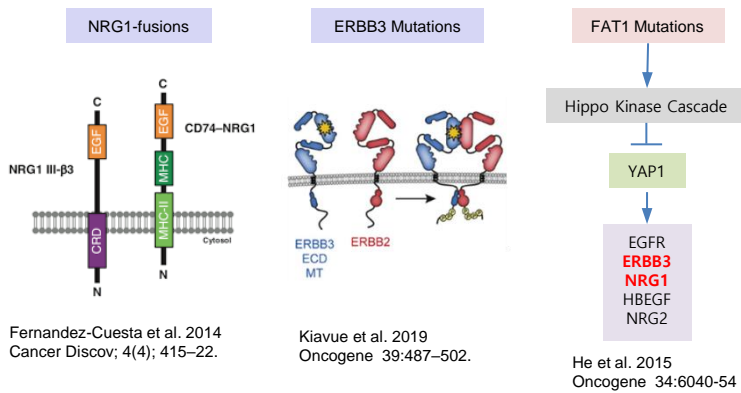 NRG1-fusions
C
EGF
NRG1 III-β3
CRD
N
C
EGF
CD74–NRG1
MHC
MHC-II
Cytosol
N
Fernandez-Cuesta et al. 2014
Cancer Discov; 4(4); 415–22.
ERBB3 Mutations
ERBB3
ECD
MT
ERBB2
Kiavue et al. 2019
Oncogene 39:487–502.
FAT1 Mutations
Hippo Kinase Cascade
YAP1
EGFR
ERBB3
NRG1
HBEGF
NRG2
He et al. 2015
Oncogene 34:6040-54